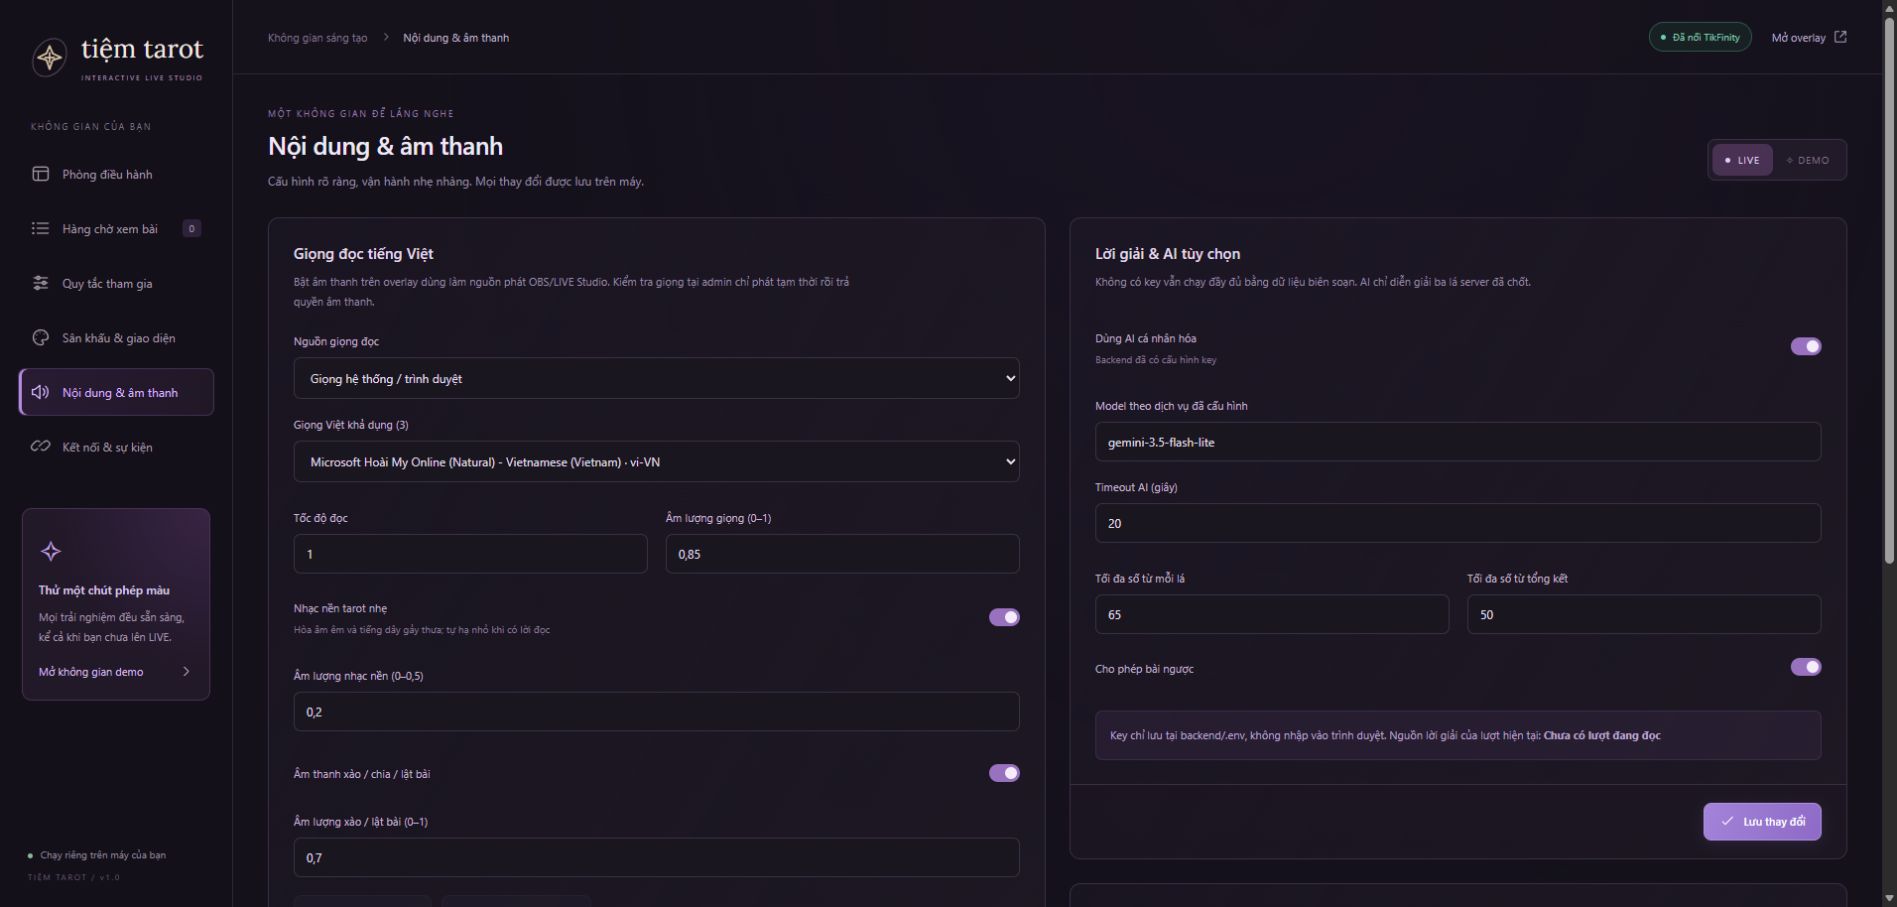 tiệm tarot
INTERACTIVE LIVE STUDIO
KHÔNG GIAN CỦA BẠN
Phòng điều hành
Hàng chờ xem bài
0
Quy tắc tham gia
Sân khấu & giao diện
Nội dung & âm thanh
Kết nối & sự kiện
Thử một chút phép màu
Mọi trải nghiệm đều sẵn sàng,
kể cả khi bạn chưa lên LIVE.
Mở không gian demo
Chạy riêng trên máy của bạn
TIỆM TAROT / v1.0
Không gian sáng tạo
Nội dung & âm thanh
Đã nối TikFinity
Mở overlay
MỘT KHÔNG GIAN ĐỂ LẮNG NGHE
Nội dung & âm thanh
Cấu hình rõ ràng, vận hành nhẹ nhàng. Mọi thay đổi được lưu trên máy.
LIVE
DEMO
Giọng đọc tiếng Việt
Bật âm thanh trên overlay dùng làm nguồn phát OBS/LIVE Studio. Kiểm tra giọng tại admin chỉ phát tạm thời rồi trả
quyền âm thanh.
Nguồn giọng đọc
Giọng hệ thống / trình duyệt
Giọng Việt khả dụng (3)
Microsoft Hoài My Online (Natural) - Vietnamese (Vietnam) · vi-VN
Tốc độ đọc
Âm lượng giọng (0–1)
1
0,85
Nhạc nền tarot nhẹ
Hòa âm êm và tiếng dây gảy thưa; tự hạ nhỏ khi có lời đọc
Âm lượng nhạc nền (0–0,5)
0,2
Âm thanh xào / chia / lật bài
Âm lượng xào / lật bài (0–1)
0,7
Lời giải & AI tùy chọn
Không có key vẫn chạy đầy đủ bằng dữ liệu biên soạn. AI chỉ diễn giải ba lá server đã chốt.
Dùng AI cá nhân hóa
Backend đã có cấu hình key
Model theo dịch vụ đã cấu hình
gemini-3.5-flash-lite
Timeout AI (giây)
20
Tối đa số từ mỗi lá
Tối đa số từ tổng kết
65
50
Cho phép bài ngược
Key chỉ lưu tại backend/.env, không nhập vào trình duyệt. Nguồn lời giải của lượt hiện tại: Chưa có lượt đang đọc
Lưu thay đổi